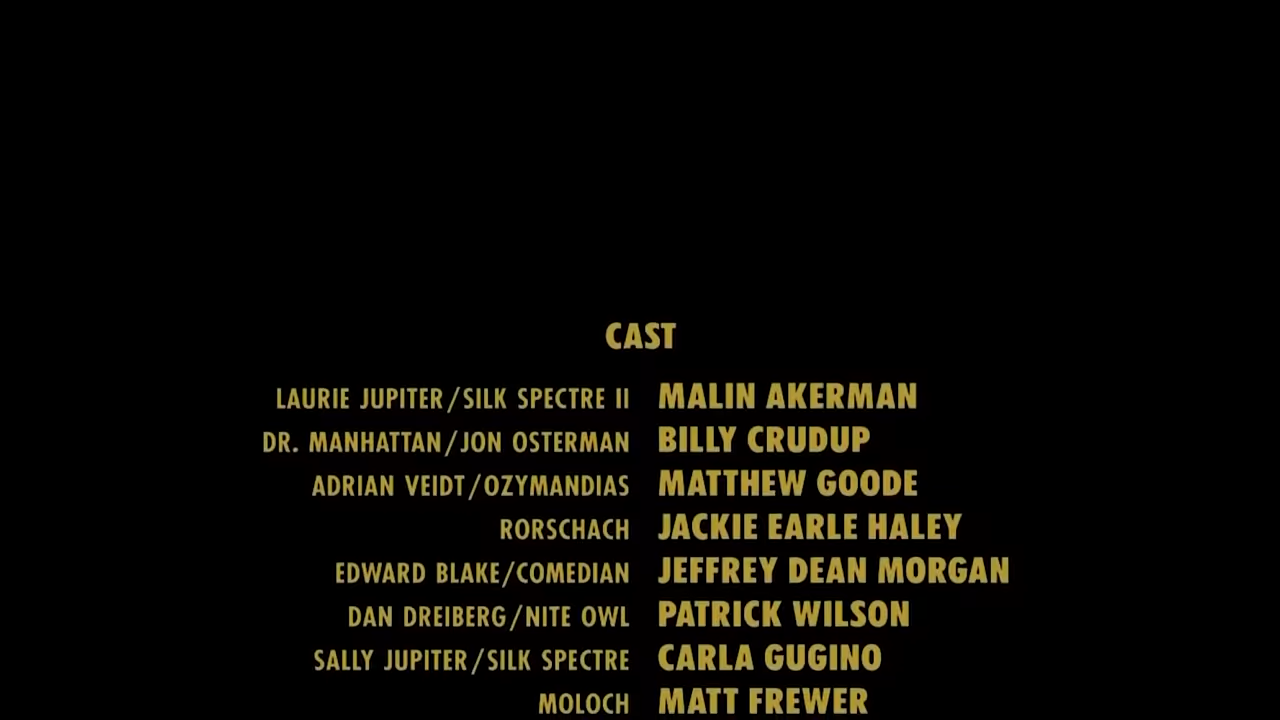 CAST
LAURIE JUPITER/SILK SPECTRE II MALIN AKERMAN
DR. MANHATTAN/JON OSTERMAN BILLY CRUDUP
ADRIAN VEIDT/OZYMANDIAS MATTHEW GOODE
RORSCHACH JACKIE EARLE HALEY
EDWARD BLAKE/COMEDIAN JEFFREY DEAN MORGAN
DAN DREIBERG/NITE OWL PATRICK WILSON
SALLY JUPITER/SILK SPECTRE CARLA GUGINO
MOLOCH MATT FREWER